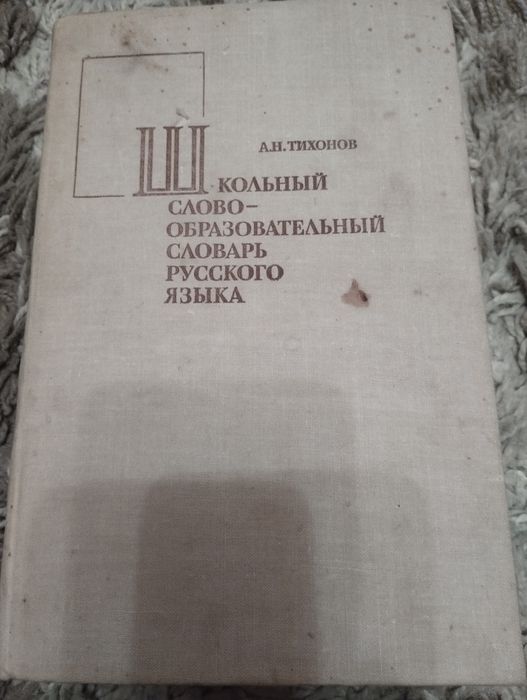 А.Н.ТИХОНОВ
ШКОЛЬНЫЙ
СЛОВО-
ОБРАЗОВАТЕЛЬНЫЙ
СЛОВАРЬ
РУССКОГО
ЯЗЫКА